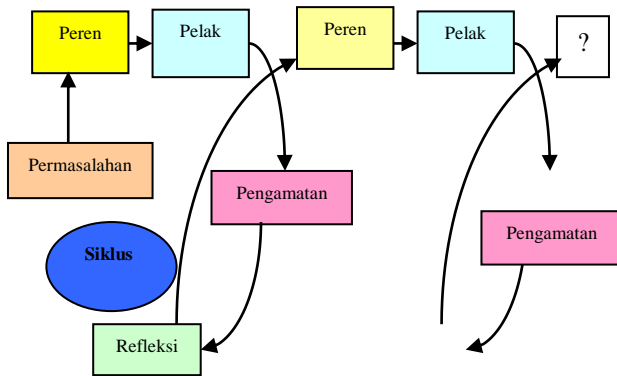 Peren
Pelak
Peren
Pelak
?
Permasalahan
Pengamatan
Pengamatan
Siklus
Refleksi